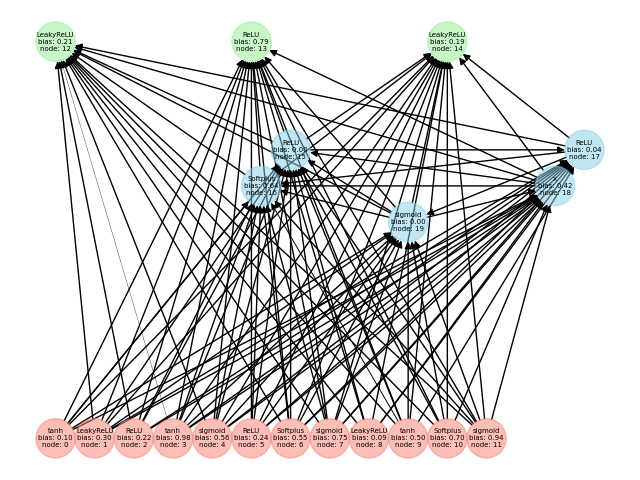 LeakyReLU
bias: 0.21
node: 12
ReLU
bias: 0.79
node: 13
LeakyReLU
bias: 0.19
node: 14
ReLU
bias: 0.00
node: 15
ReLU
bias: 0.04
node: 17
Softplus
bias: 0.64
node: 16
bias: 0.42
node: 18
sigmoid
bias: 0.00
node: 19
tanh
bias: 0.10
node: 0
LeakyReLU
bias: 0.30
node: 1
ReLU
bias: 0.22
node: 2
tanh
bias: 0.98
node: 3
sigmoid
bias: 0.56
node: 4
ReLU
bias: 0.24
node: 5
Softplus
bias: 0.55
node: 6
sigmoid
bias: 0.75
node: 7
LeakyReLU
bias: 0.09
node: 8
tanh
bias: 0.50
node: 9
Softplus
bias: 0.70
node: 10
sigmoid
bias: 0.94
node: 11